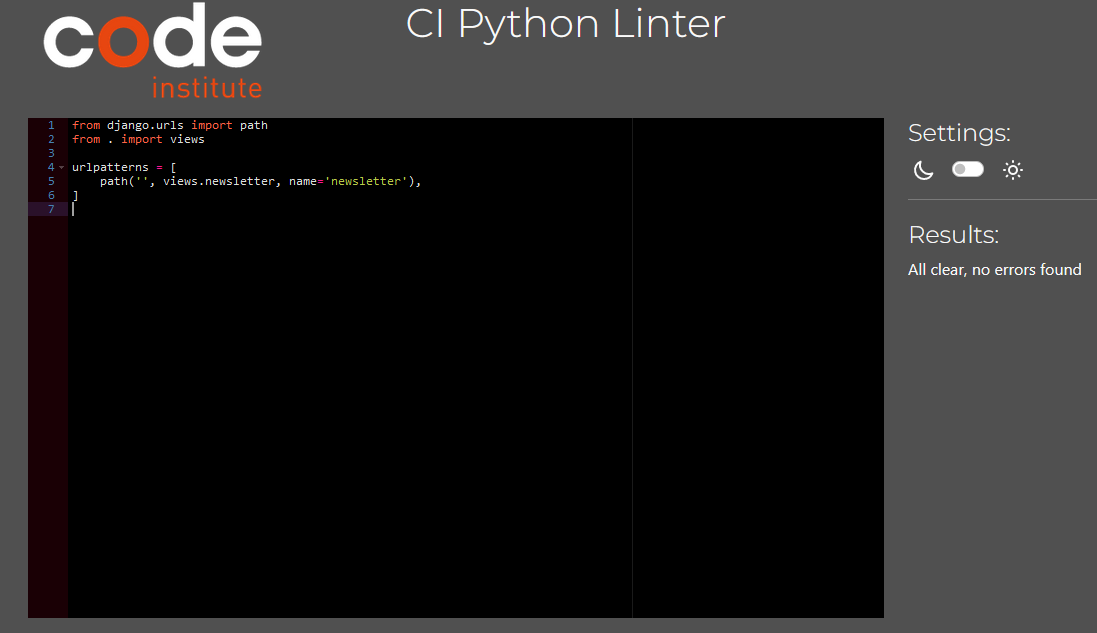 code
institute
CI Python Linter
1 from django.urls import path
2 from . import views
3
4 urlpatterns = [
5     path('', views.newsletter, name='newsletter'),
6 ]
7
Settings:
Results:
All clear, no errors found